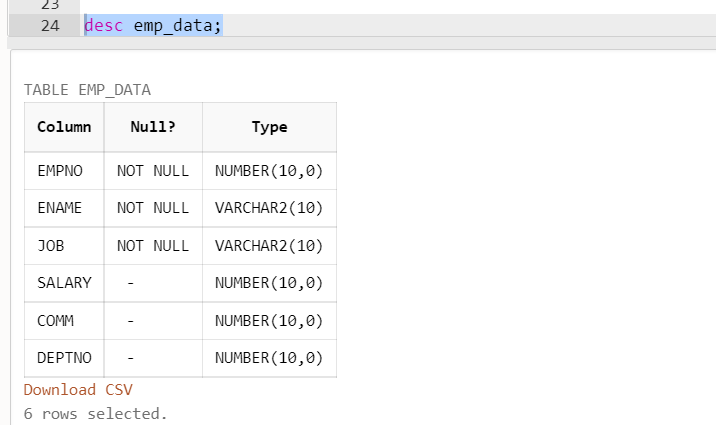 23
24 desc emp_data;
TABLE EMP_DATA
Column Null? Type
EMPNO NOT NULL NUMBER(10,0)
ENAME NOT NULL VARCHAR2(10)
JOB NOT NULL VARCHAR2(10)
SALARY - NUMBER(10,0)
COMM - NUMBER(10,0)
DEPTNO - NUMBER(10,0)
Download CSV
6 rows selected.